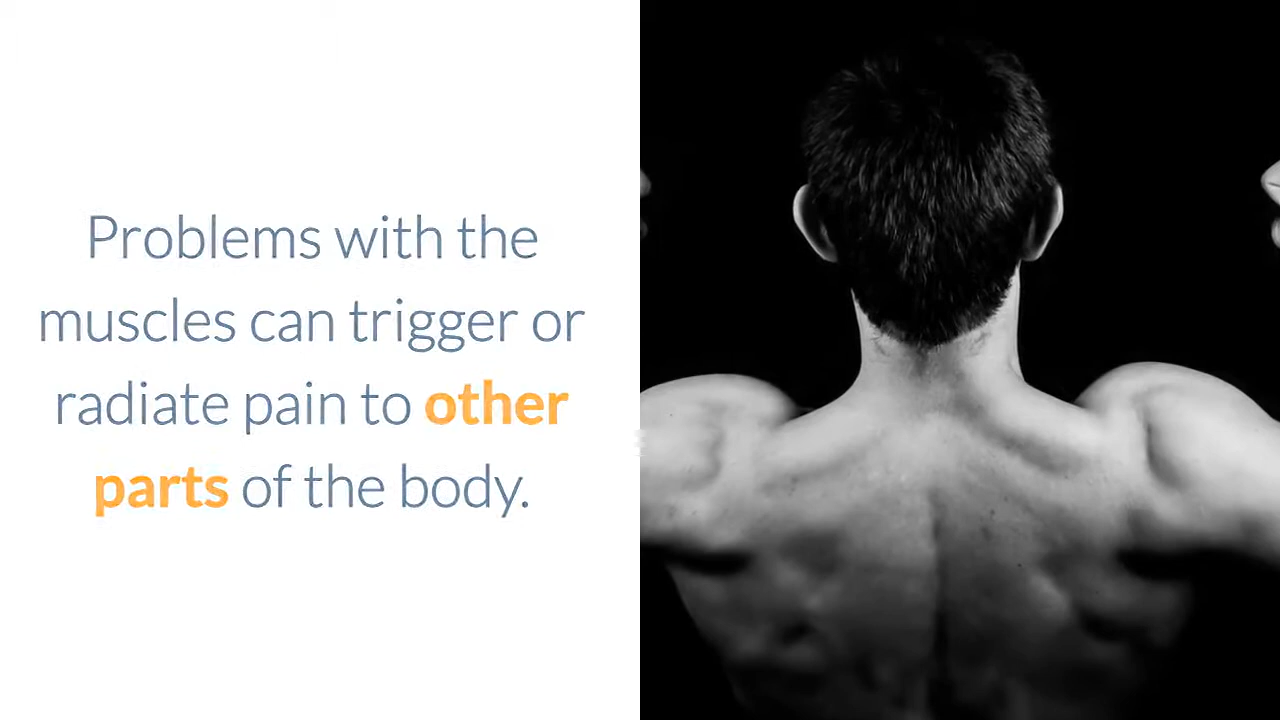 Problems with the
muscles can trigger or
radiate pain to other
parts of the body.